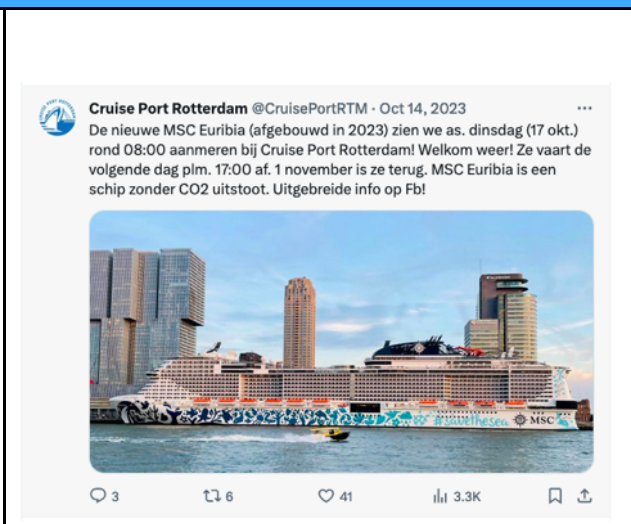 Cruise Port Rotterdam @CruisePortRTM · Oct 14, 2023
De nieuwe MSC Euribia (afgebouwd in 2023) zien we as. dinsdag (17 okt.)
rond 08:00 aanmeren bij Cruise Port Rotterdam! Welkom weer! Ze vaart de
volgende dag plm. 17:00 af. 1 november is ze terug. MSC Euribia is een
schip zonder CO2 uitstoot. Uitgebreide info op Fb!
#savethesea MSC
3 6 41 3.3K